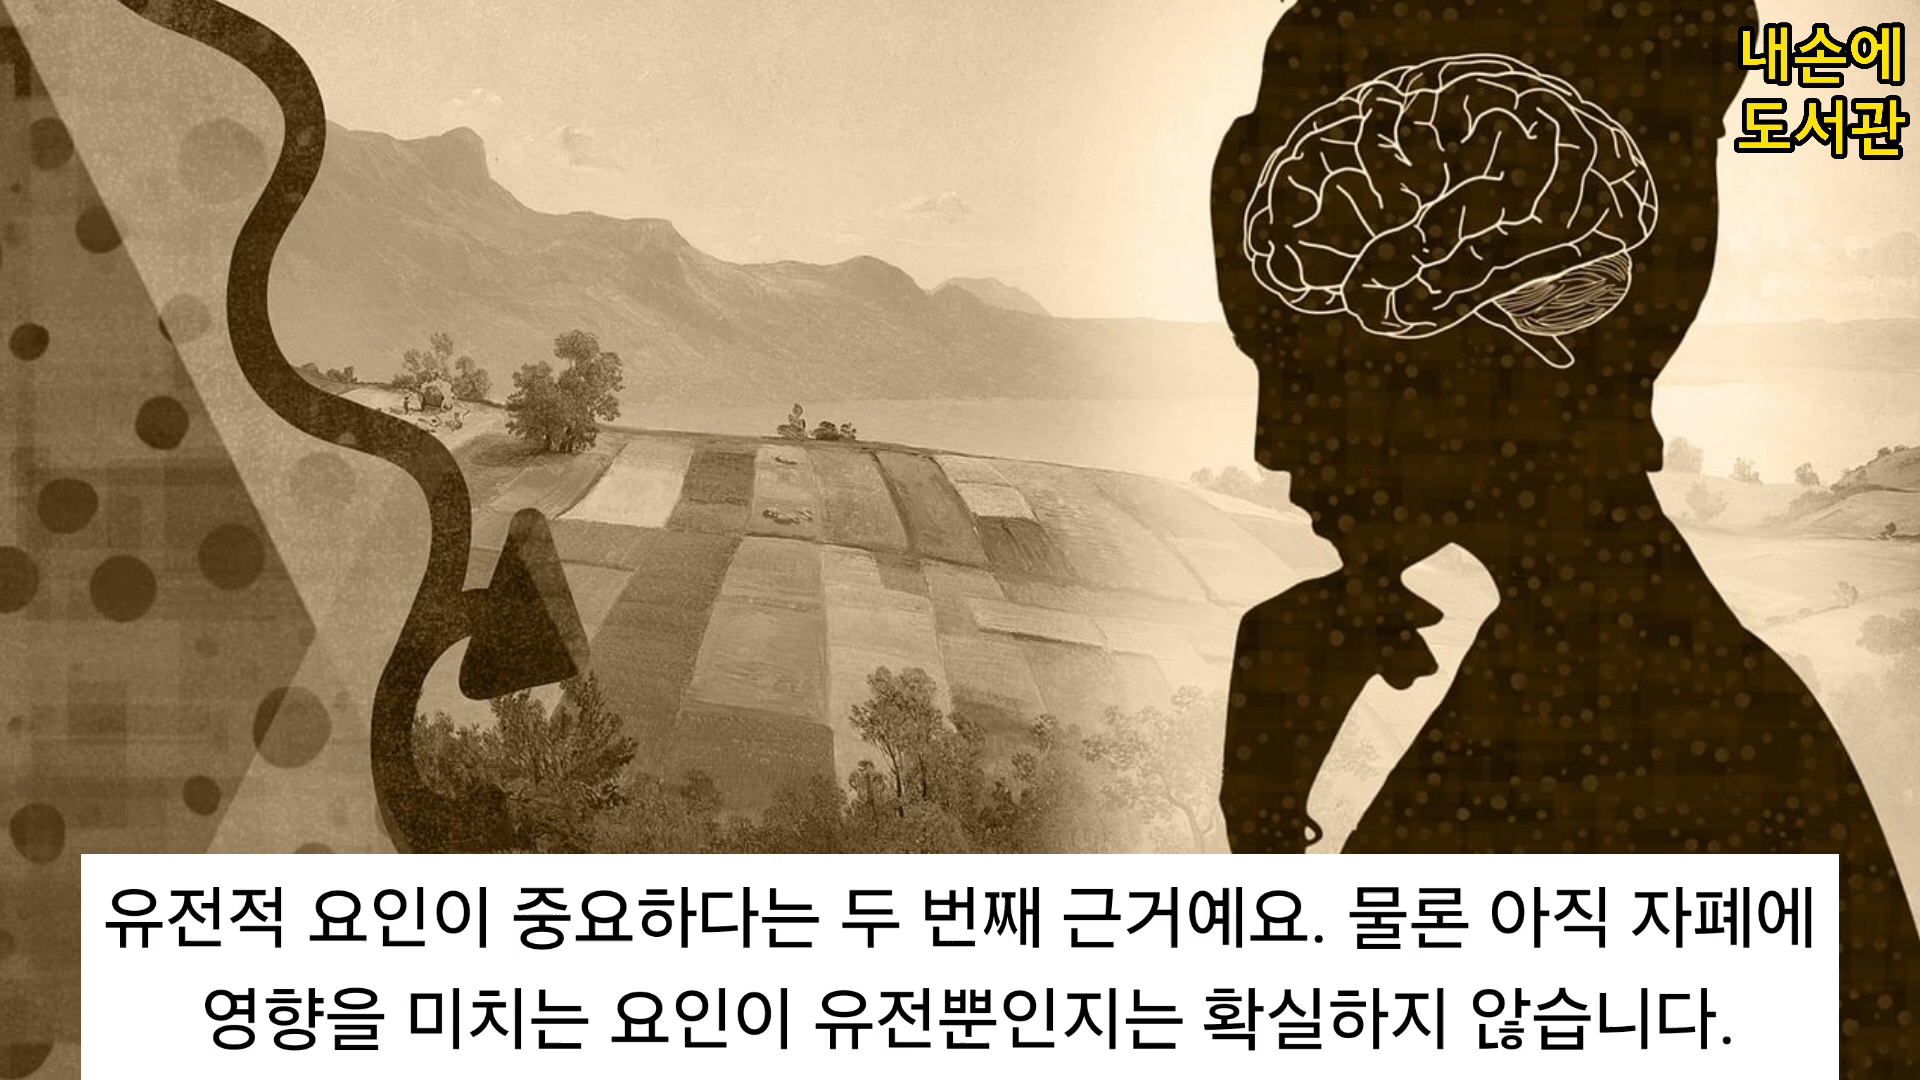 내손에
도서관
유전적 요인이 중요하다는 두 번째 근거예요. 물론 아직 자폐에
영향을 미치는 요인이 유전뿐인지는 확실하지 않습니다.